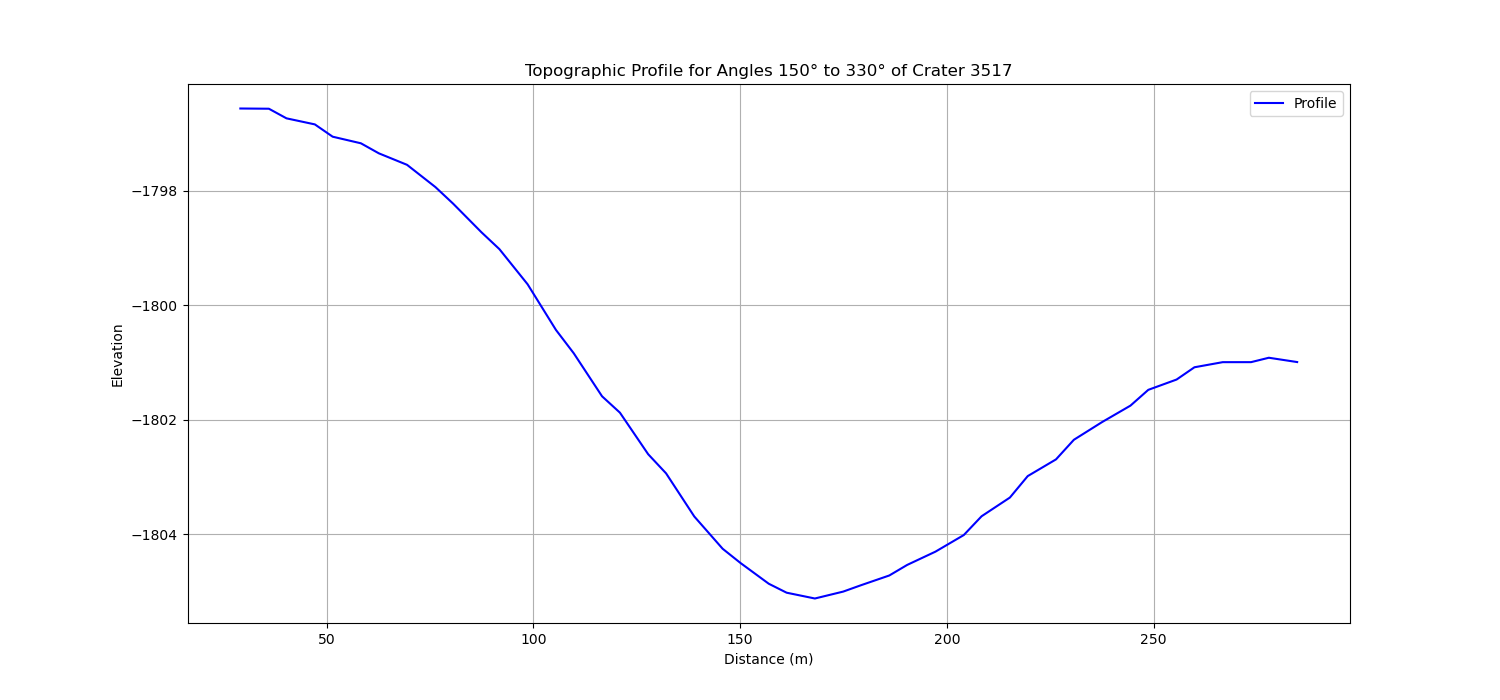 Topographic Profile for Angles 150° to 330° of Crater 3517
Profile
−1798
−1800
−1802
−1804
Elevation
50 100 150 200 250
Distance (m)